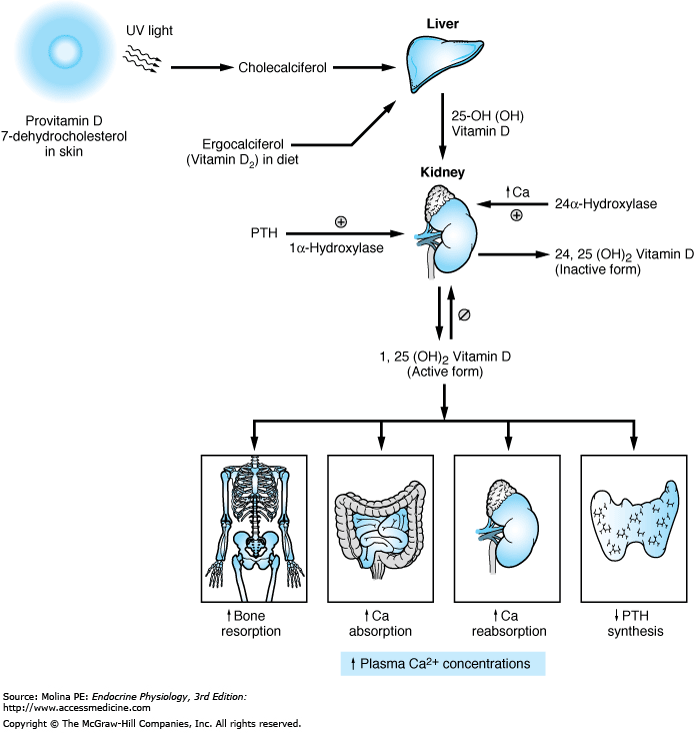 UV light
Liver
Cholecalciferol
Provitamin D
7-dehydrocholesterol
in skin
25-OH (OH)
Vitamin D
Ergocalciferol
(Vitamin D₂) in diet
Kidney
↑Ca
+
24α-Hydroxylase
+
PTH
1α-Hydroxylase
24, 25 (OH)₂ Vitamin D
(Inactive form)
1, 25 (OH)₂ Vitamin D
(Active form)
↑Bone
resorption
↑Ca
absorption
↑Ca
reabsorption
↓PTH
synthesis
↑ Plasma Ca²⁺ concentrations
Source: Molina PE: Endocrine Physiology, 3rd Edition:
http://www.accessmedicine.com
Copyright © The McGraw-Hill Companies, Inc. All rights reserved.